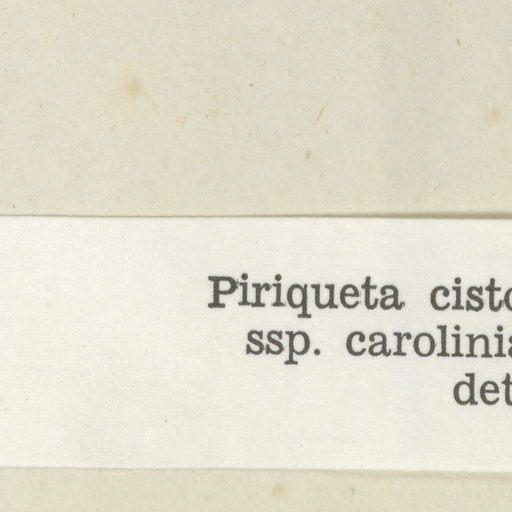 Piriqueta cisto
ssp. carolinia
det